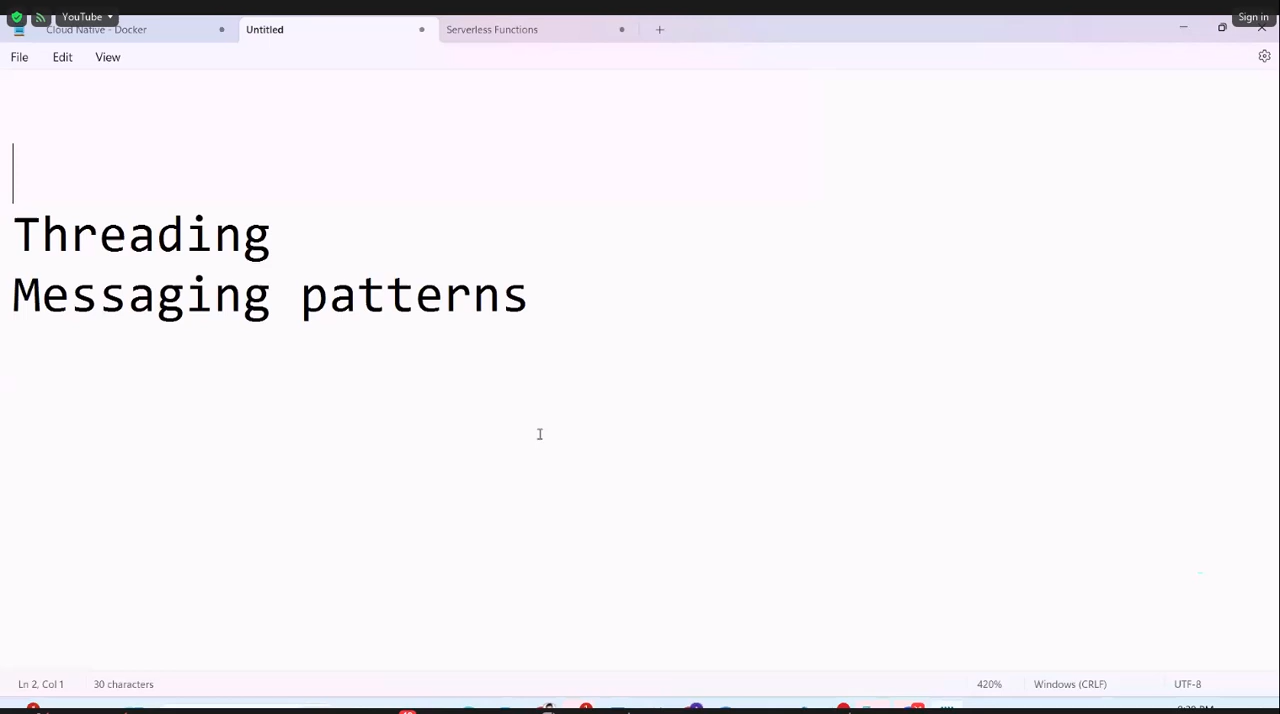 YouTube
Sign in
Cloud Native - Docker
Untitled
Serverless Functions
File Edit View
Threading
Messaging patterns
Ln 2, Col 1 30 characters 420% Windows (CRLF) UTF-8